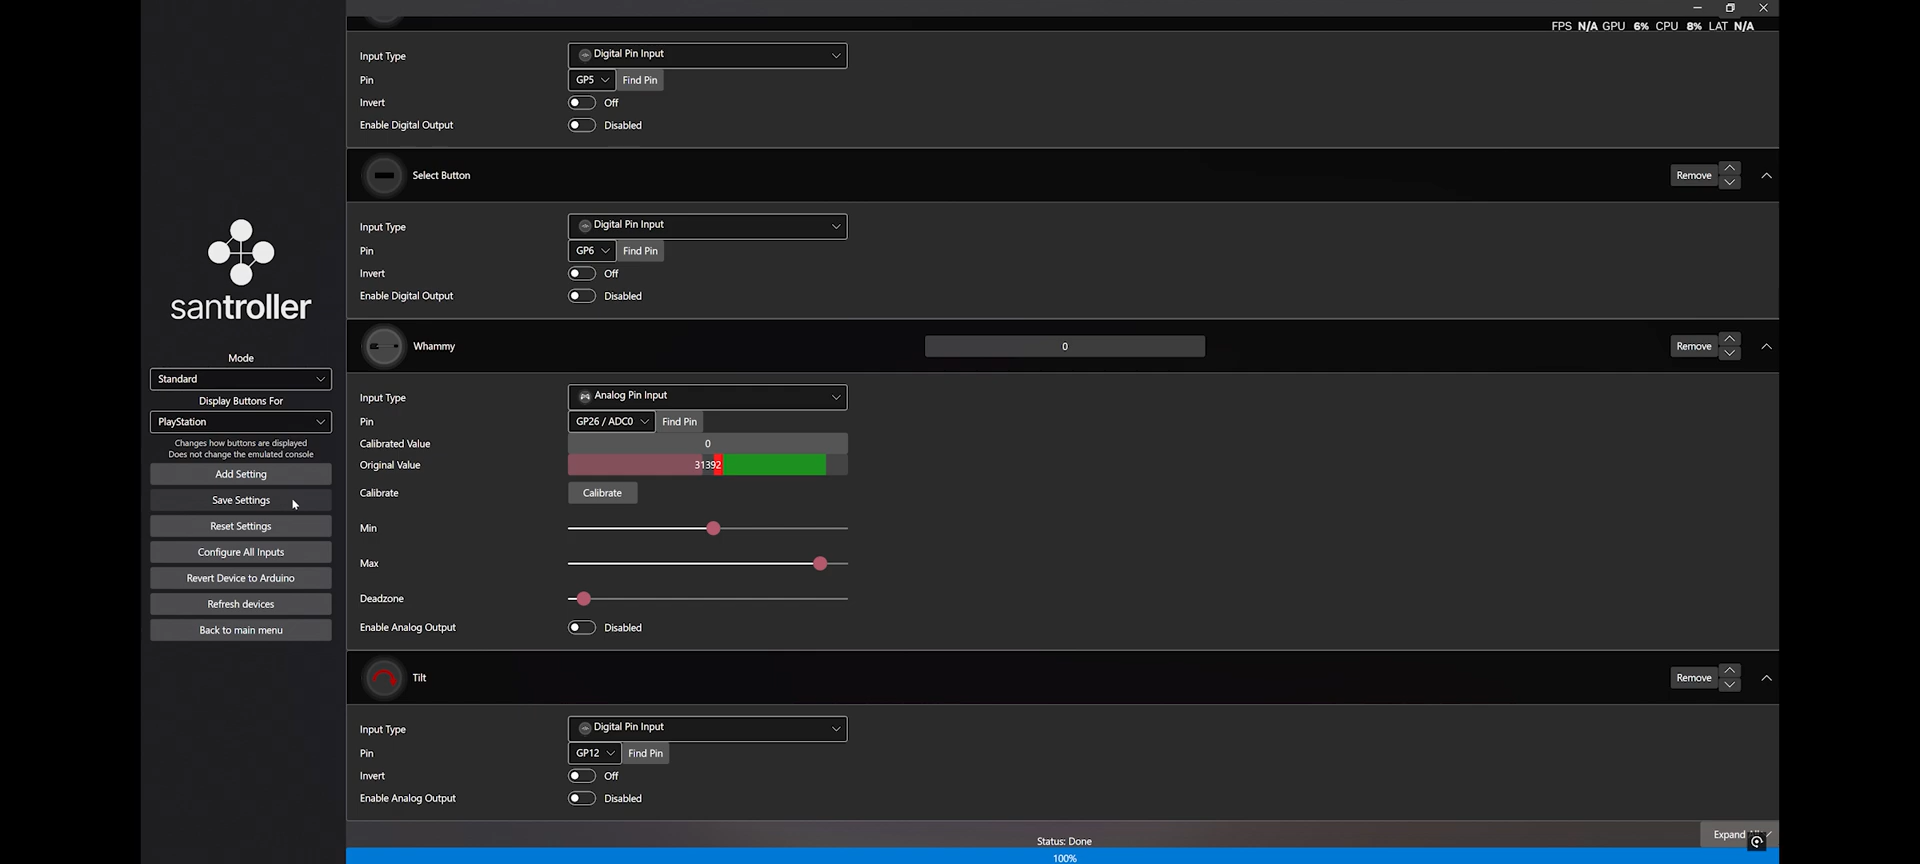 FPS N/A GPU 6% CPU 8% LAT N/A
Input Type Digital Pin Input
Pin GP5 Find Pin
Invert Off
Enable Digital Output Disabled
Select Button Remove
Input Type Digital Pin Input
Pin GP6 Find Pin
Invert Off
Enable Digital Output Disabled
santroller
Mode
Standard
Display Buttons For
PlayStation
Changes how buttons are displayed
Does not change the emulated console
Add Setting
Save Settings
Reset Settings
Configure All Inputs
Revert Device to Arduino
Refresh devices
Back to main menu
Whammy 0 Remove
Input Type Analog Pin Input
Pin GP26 / ADC0 Find Pin
Calibrated Value 0
Original Value 31392
Calibrate Calibrate
Min
Max
Deadzone
Enable Analog Output Disabled
Tilt Remove
Input Type Digital Pin Input
Pin GP12 Find Pin
Invert Off
Enable Analog Output Disabled
Status: Done
Expand
100%